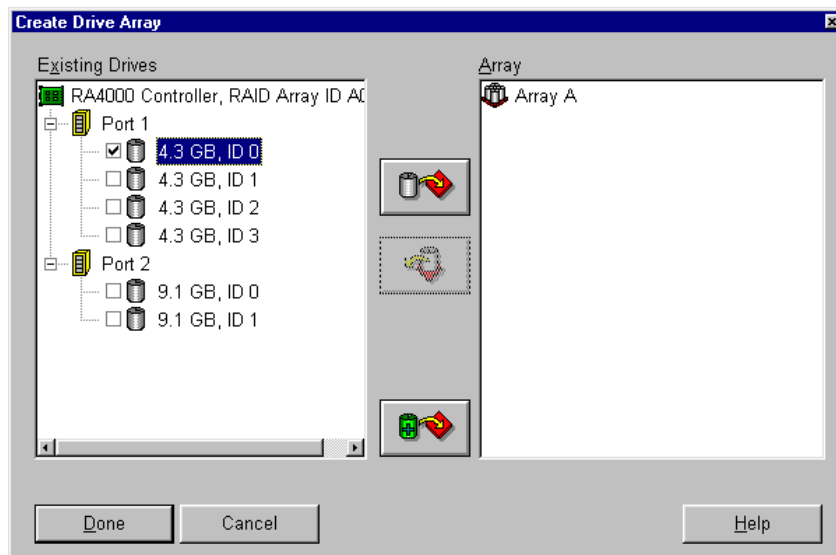 Create Drive Array
Existing Drives
RA4000 Controller, RAID Array ID A0
Port 1
4.3 GB, ID 0
4.3 GB, ID 1
4.3 GB, ID 2
4.3 GB, ID 3
Port 2
9.1 GB, ID 0
9.1 GB, ID 1
Array
Array A
Done
Cancel
Help